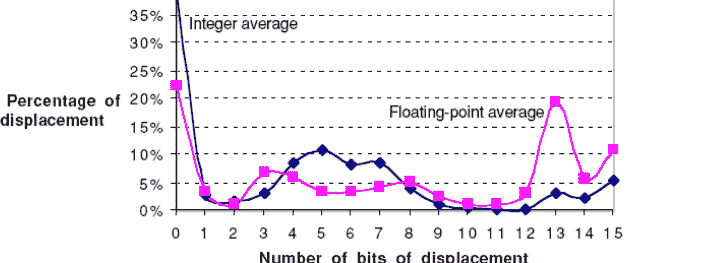 35%
Integer average
30%
25%
Percentage of
displacement
20%
Floating-point average
15%
10%
5%
0%
0 1 2 3 4 5 6 7 8 9 10 11 12 13 14 15
Number of bits of displacement